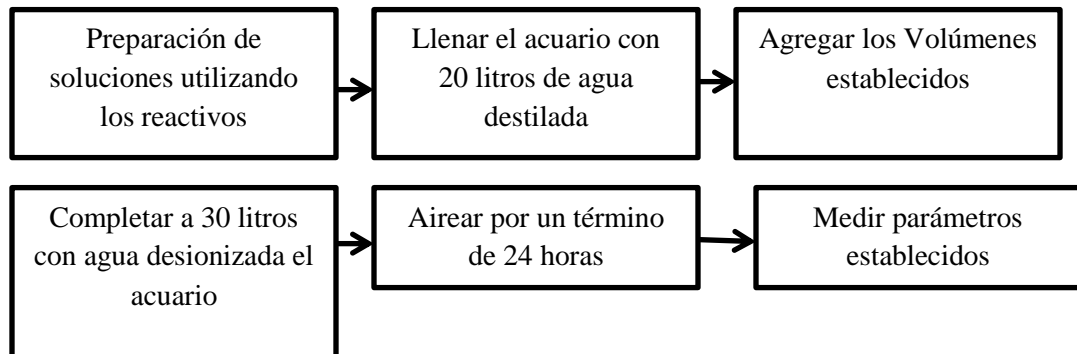 Preparación de
soluciones utilizando
los reactivos
Llenar el acuario con
20 litros de agua
destilada
Agregar los Volúmenes
establecidos
Completar a 30 litros
con agua desionizada el
acuario
Airear por un término
de 24 horas
Medir parámetros
establecidos